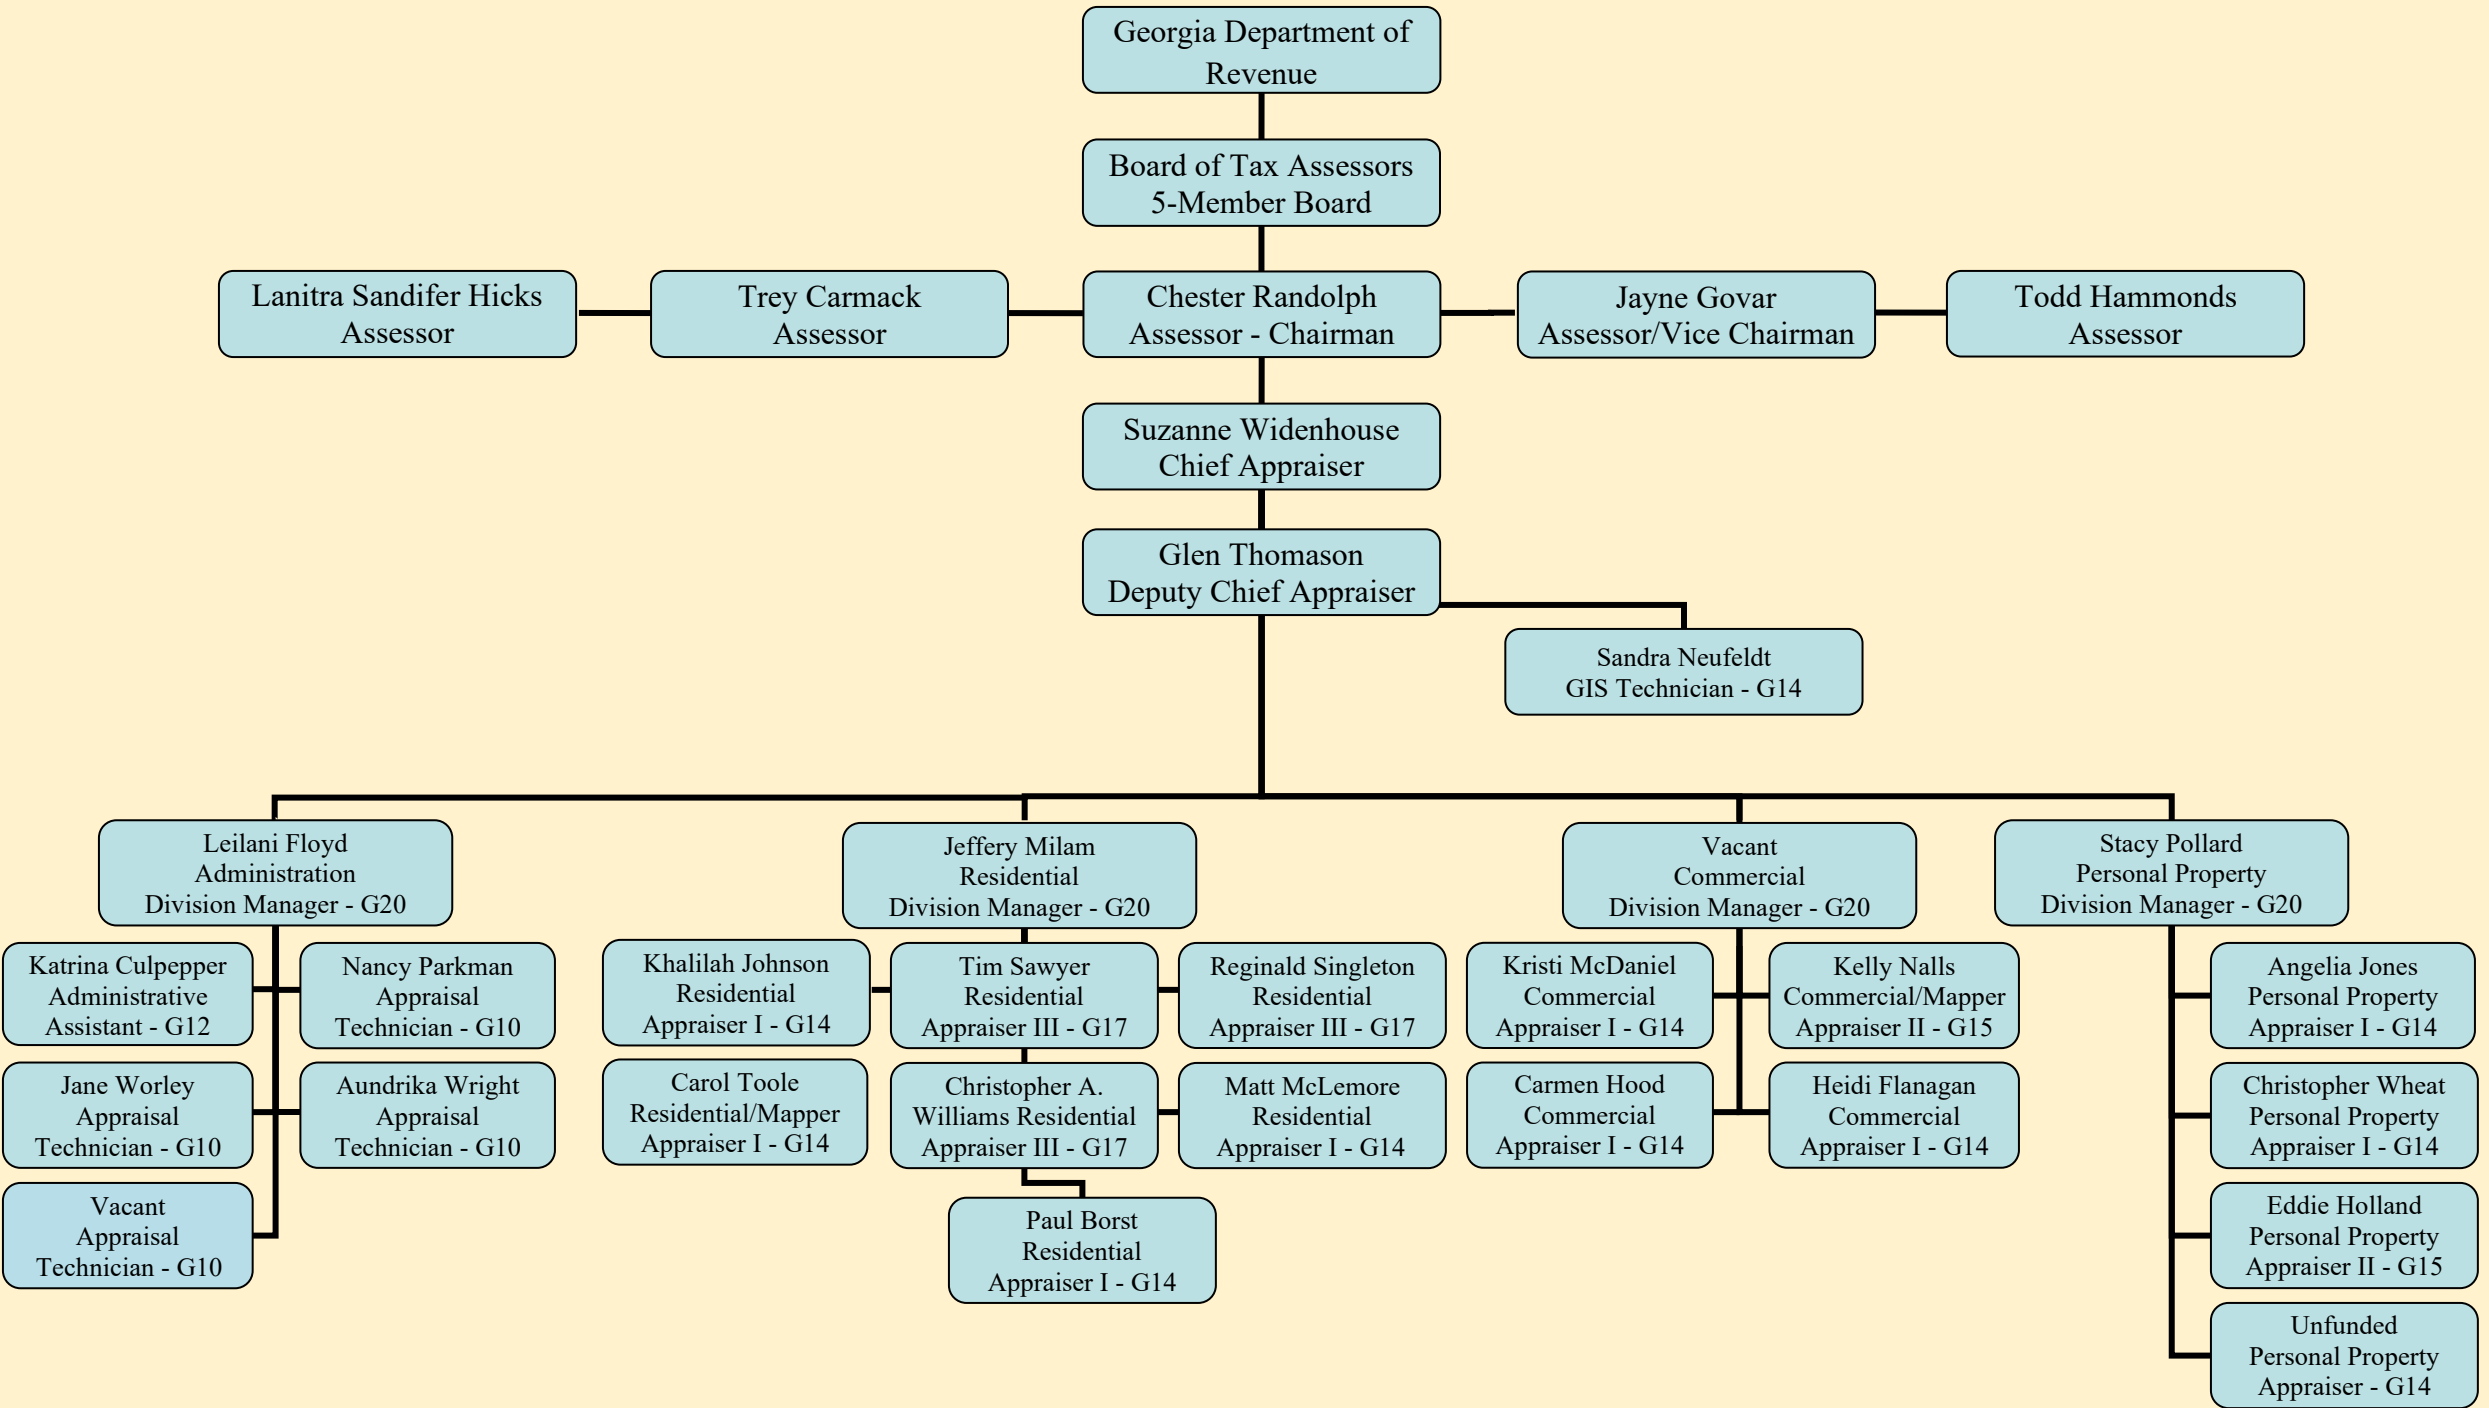 Georgia Department of
Revenue
Board of Tax Assessors
5-Member Board
Lanitra Sandifer Hicks
Assessor
Trey Carmack
Assessor
Chester Randolph
Assessor - Chairman
Jayne Govar
Assessor/Vice Chairman
Todd Hammonds
Assessor
Suzanne Widenhouse
Chief Appraiser
Glen Thomason
Deputy Chief Appraiser
Sandra Neufeldt
GIS Technician - G14
Leilani Floyd
Administration
Division Manager - G20
Jeffery Milam
Residential
Division Manager - G20
Vacant
Commercial
Division Manager - G20
Stacy Pollard
Personal Property
Division Manager - G20
Katrina Culpepper
Administrative
Assistant - G12
Nancy Parkman
Appraisal
Technician - G10
Khalilah Johnson
Residential
Appraiser I - G14
Tim Sawyer
Residential
Appraiser III - G17
Reginald Singleton
Residential
Appraiser III - G17
Kristi McDaniel
Commercial
Appraiser I - G14
Kelly Nalls
Commercial/Mapper
Appraiser II - G15
Angelia Jones
Personal Property
Appraiser I - G14
Jane Worley
Appraisal
Technician - G10
Aundrika Wright
Appraisal
Technician - G10
Carol Toole
Residential/Mapper
Appraiser I - G14
Christopher A.
Williams Residential
Appraiser III - G17
Matt McLemore
Residential
Appraiser I - G14
Carmen Hood
Commercial
Appraiser I - G14
Heidi Flanagan
Commercial
Appraiser I - G14
Christopher Wheat
Personal Property
Appraiser I - G14
Vacant
Appraisal
Technician - G10
Paul Borst
Residential
Appraiser I - G14
Eddie Holland
Personal Property
Appraiser II - G15
Unfunded
Personal Property
Appraiser - G14